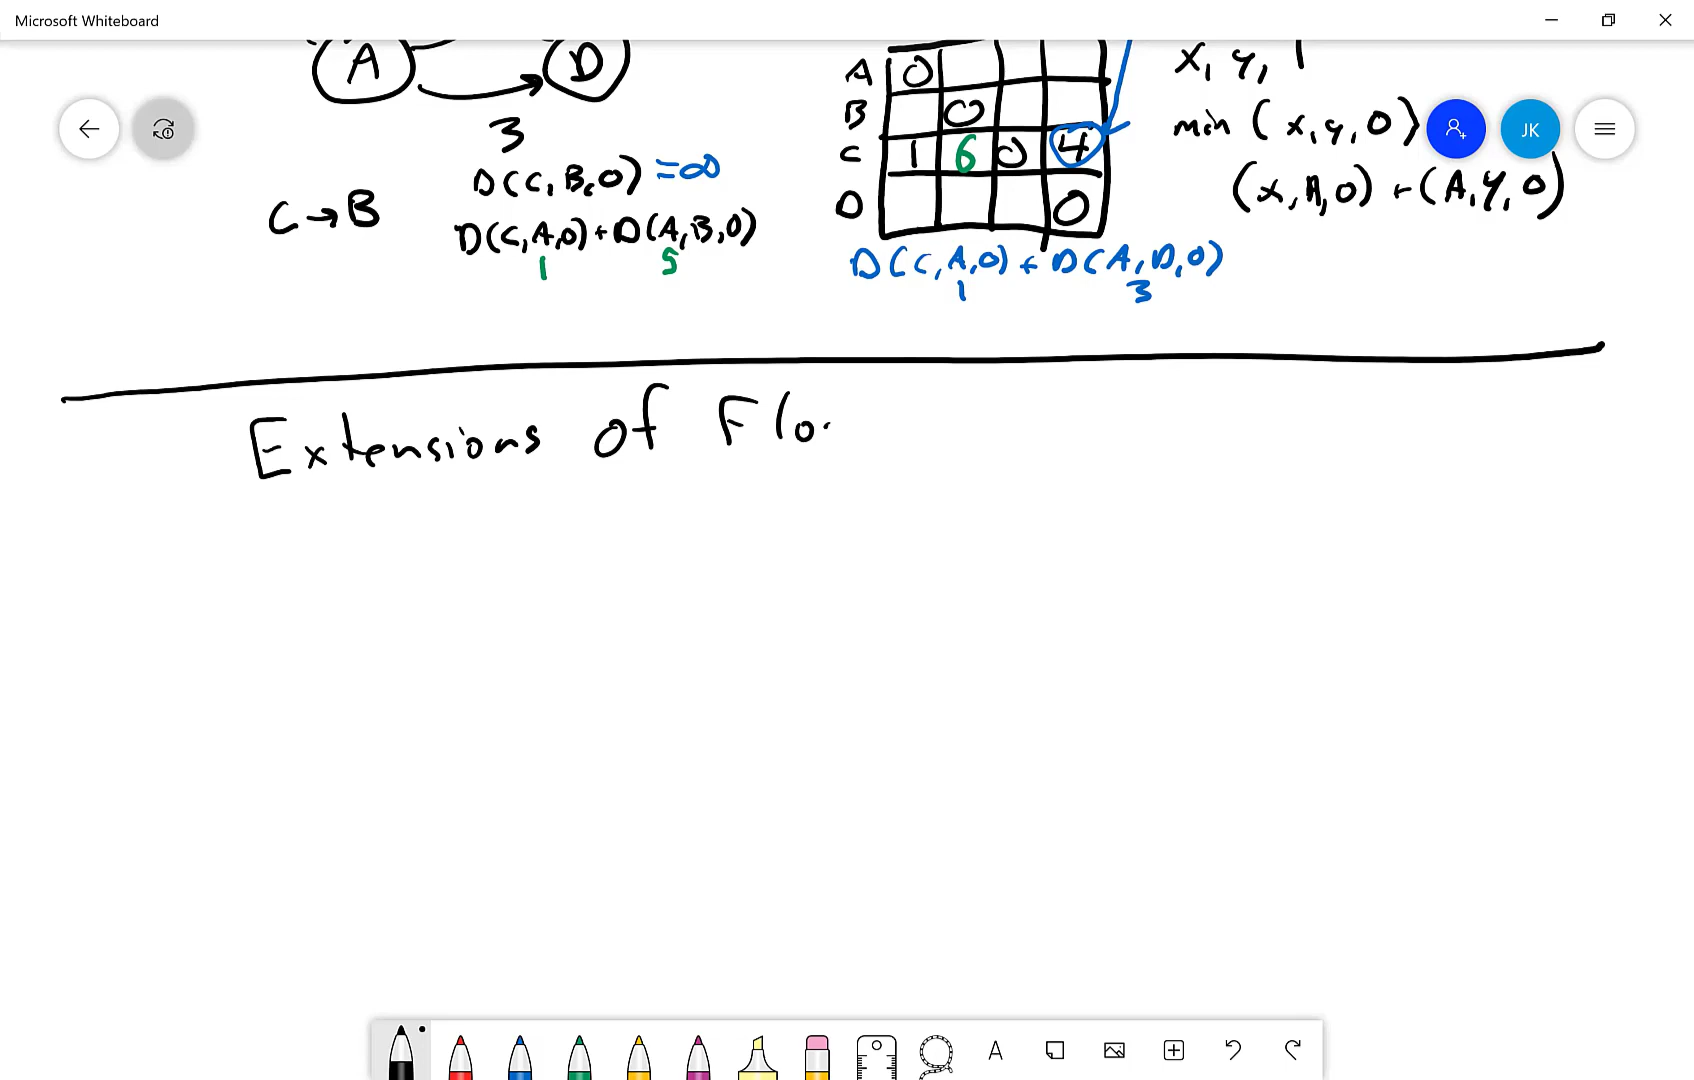 Microsoft Whiteboard
A D
3
C → B
D(C, B, 0) = ∞
D(C, A, 0) + D(A, B, 0)
1 5
A 0
B 0
C 1 6 0 4
D 0
D(C, A, 0) + D(A, D, 0)
1 3
x, y, 1
min (x, y, 0)
(x, A, 0) + (A, y, 0)
JK
Extensions of Flo
A